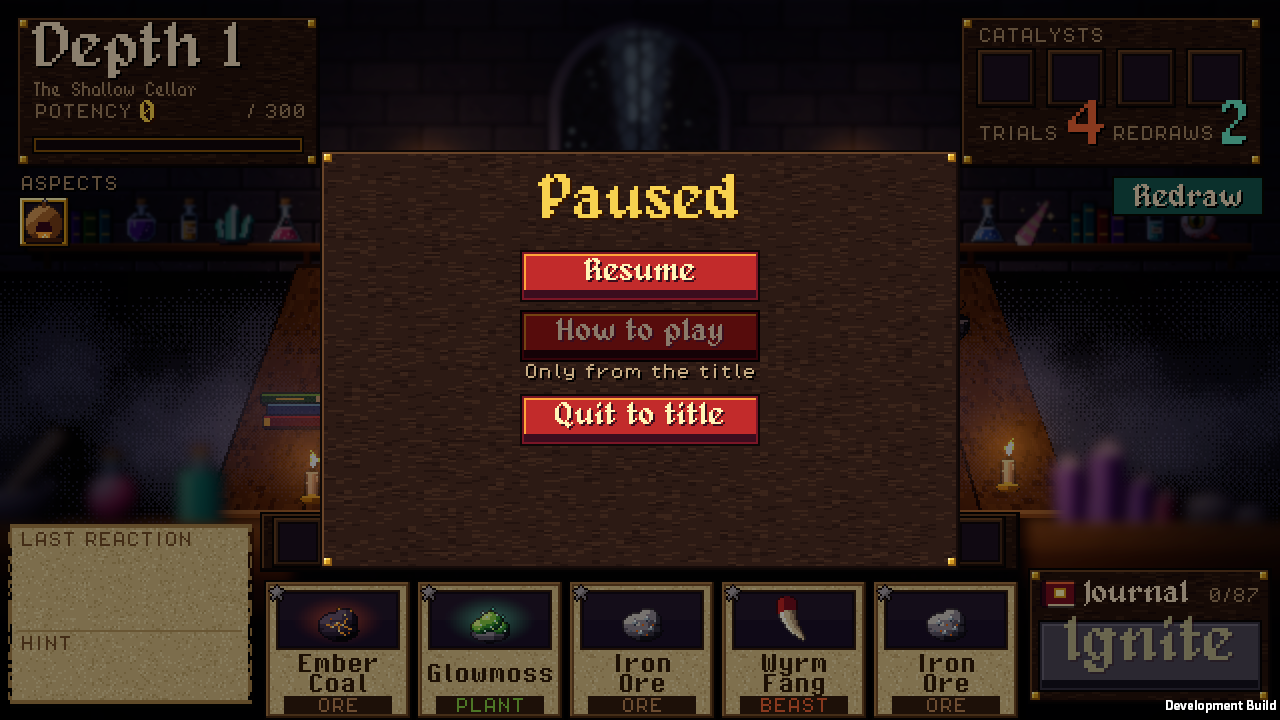 Depth 1
The Shallow Cellar
POTENCY 0 / 300
ASPECTS
CATALYSTS
TRIALS 4 REDRAWS 2
Redraw
Paused
Resume
How to play
Only from the title
Quit to title
LAST REACTION
HINT
Ember
Coal
ORE
Glowmoss
PLANT
Iron
Ore
ORE
Wyrm
Fang
BEAST
Iron
Ore
ORE
Journal 0/87
Ignite
Development Build